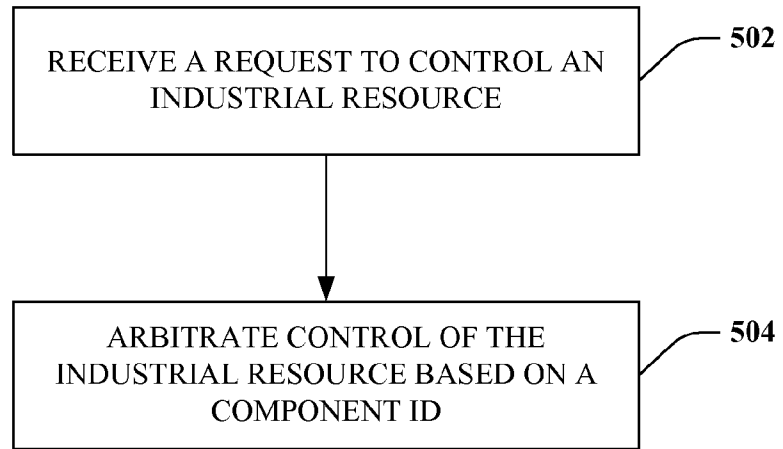 RECEIVE A REQUEST TO CONTROL AN
INDUSTRIAL RESOURCE
502
ARBITRATE CONTROL OF THE
INDUSTRIAL RESOURCE BASED ON A
COMPONENT ID
504